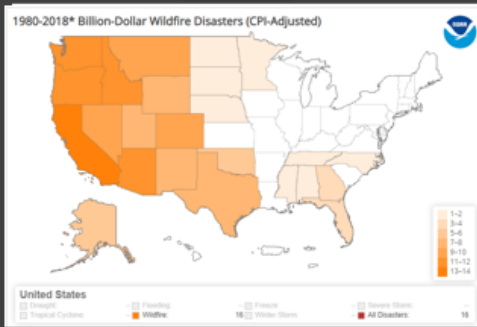 1980-2018* Billion-Dollar Wildfire Disasters (CPI-Adjusted)
NOAA
1-2
3-4
5-6
7-8
9-10
11-12
13-14
United States
Drought: -- Flooding: -- Freeze: -- Severe Storm: --
Tropical Cyclone: -- Wildfire: 16 Winter Storm: -- All Disasters: 16